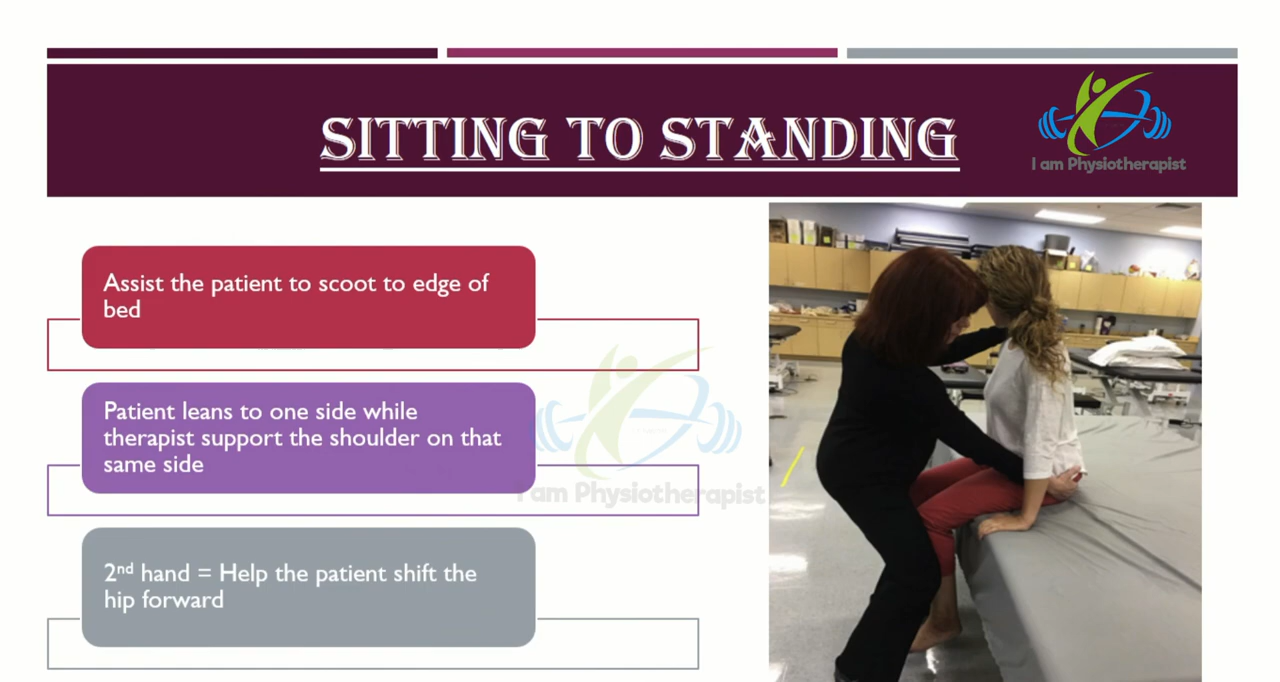 SITTING TO STANDING
I am Physiotherapist
Assist the patient to scoot to edge of
bed
Patient leans to one side while
therapist support the shoulder on that
same side
I am Physiotherapist
2nd hand = Help the patient shift the
hip forward